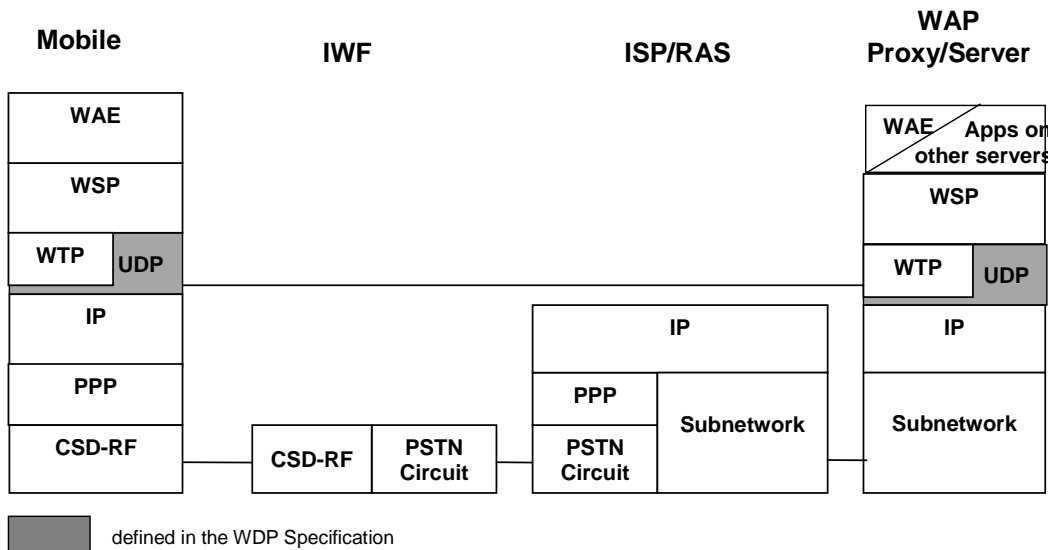 Mobile
IWF
ISP/RAS
WAP
Proxy/Server
WAE
WSP
WTP
UDP
IP
PPP
CSD-RF
CSD-RF
PSTN
Circuit
IP
PPP
PSTN
Circuit
Subnetwork
WAE
Apps on
other servers
WSP
WTP
UDP
IP
Subnetwork
defined in the WDP Specification